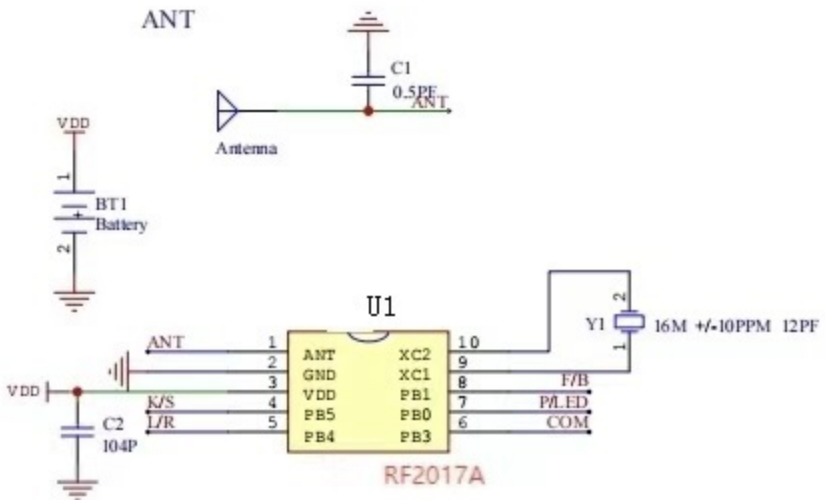 ANT
C1
0.5PF
ANT
Antenna
VDD
1
BT1
Battery
2
U1
2
Y1 16M +/-10PPM 12PF
1
ANT 1 ANT XC2 10
2 GND XC1 9
VDD 3 VDD PB1 8 F/B
K/S 4 PB5 PB0 7 P/LED
L/R 5 PB4 PB3 6 COM
C2
104P
RF2017A